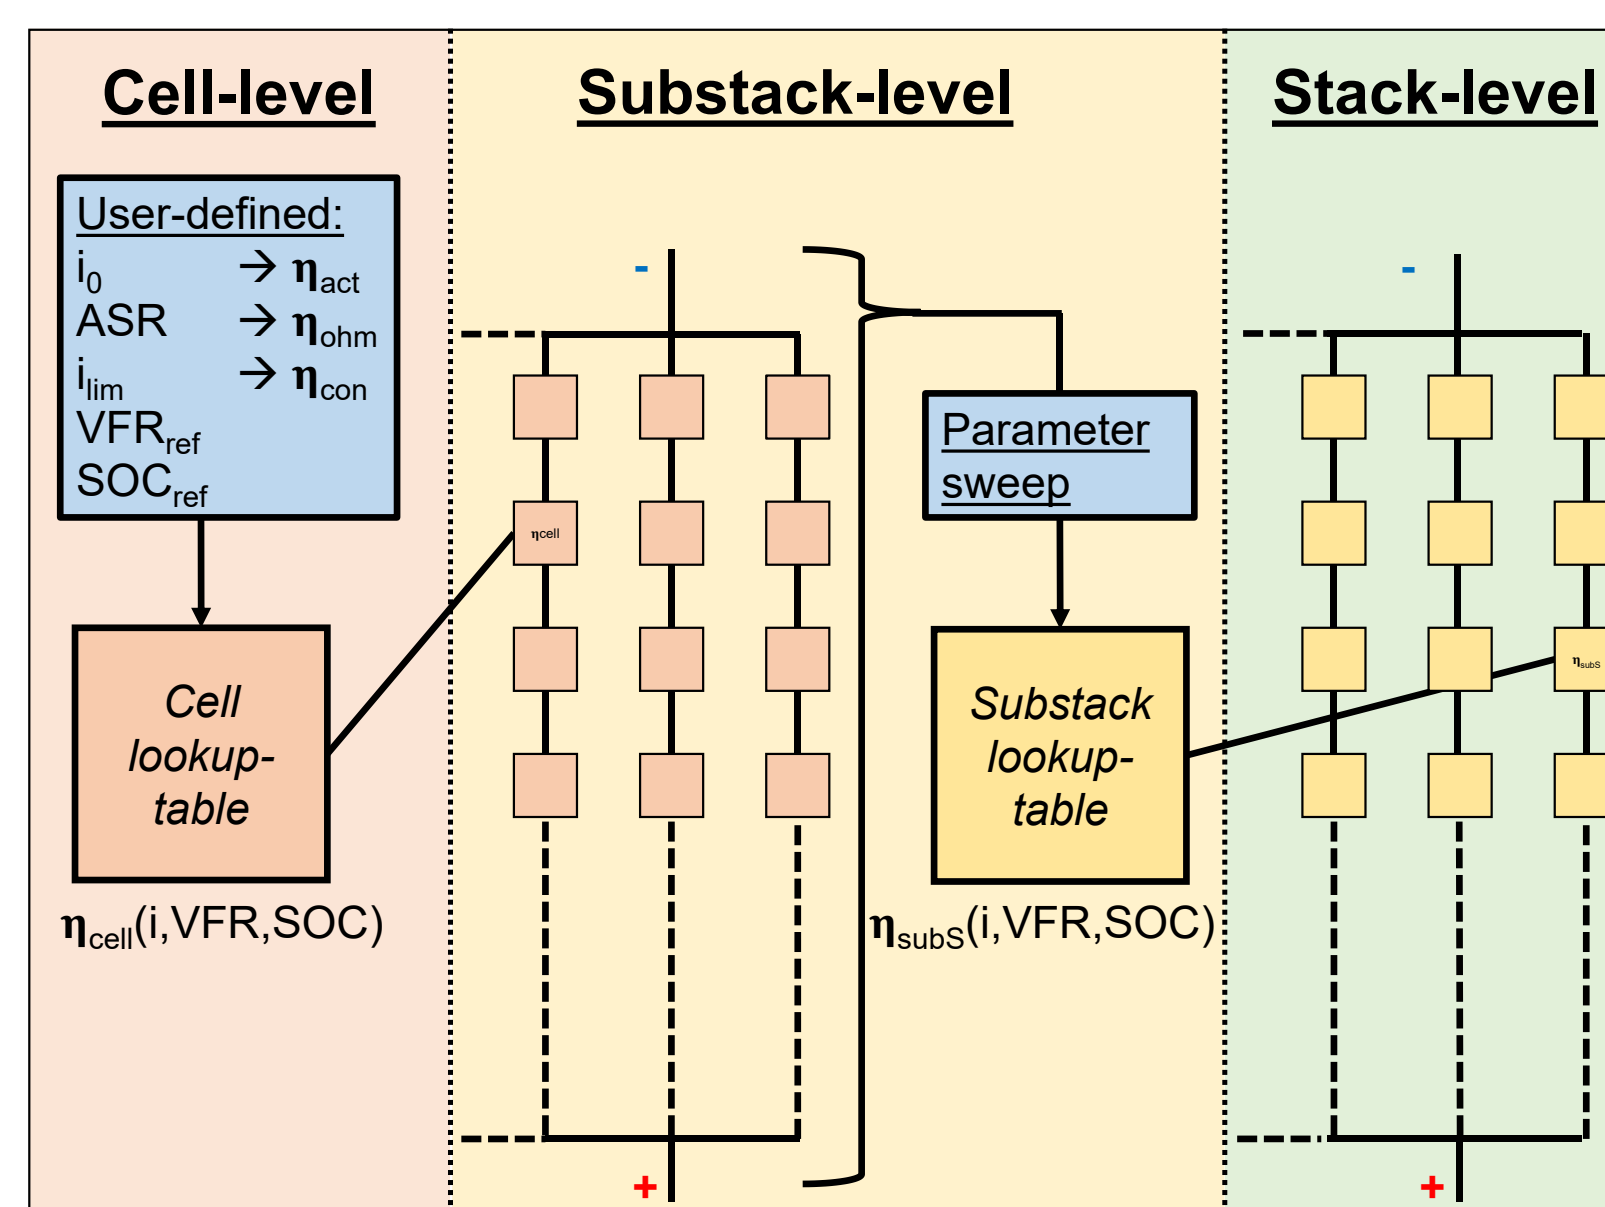 Cell-level
User-defined:
i0 → ηact
ASR → ηohm
ilim → ηcon
VFRref
SOCref
Cell
lookup-
table
ηcell(i,VFR,SOC)
Substack-level
-
ηcell
+
Parameter
sweep
Substack
lookup-
table
ηsubS(i,VFR,SOC)
Stack-level
-
ηsubS
+